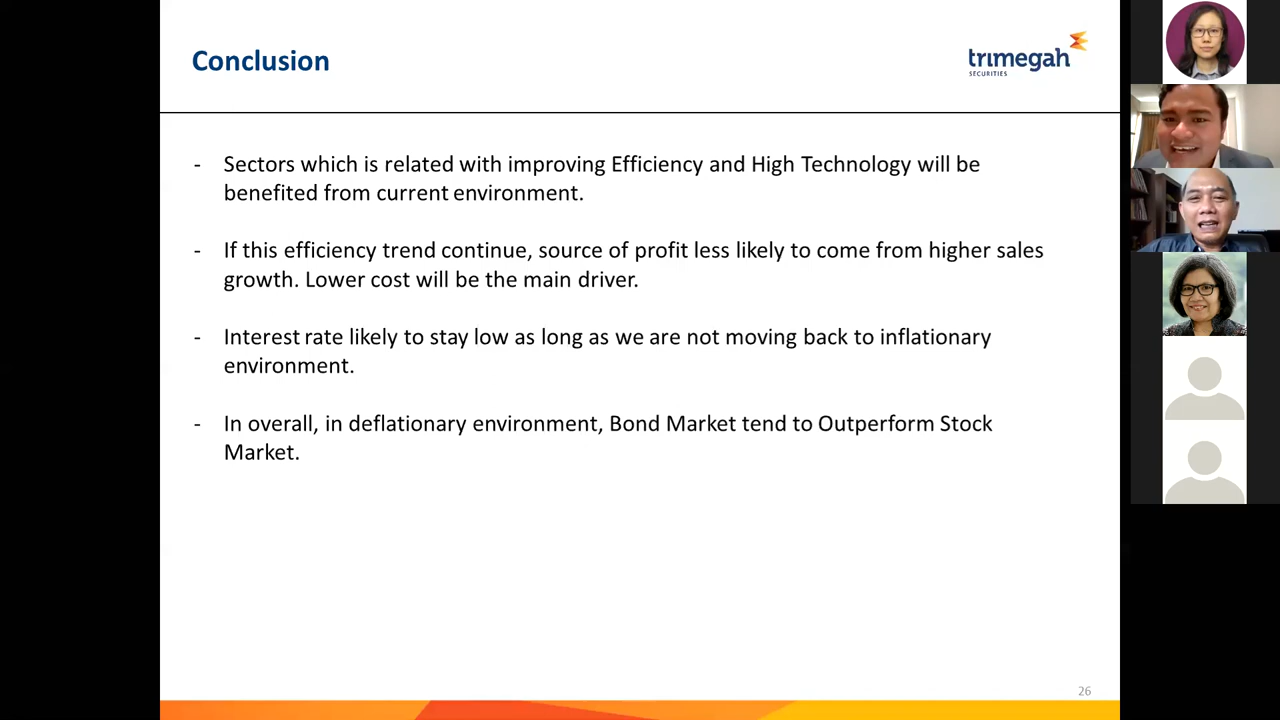 Conclusion
trimegah
SECURITIES
- Sectors which is related with improving Efficiency and High Technology will be
benefited from current environment.
- If this efficiency trend continue, source of profit less likely to come from higher sales
growth. Lower cost will be the main driver.
- Interest rate likely to stay low as long as we are not moving back to inflationary
environment.
- In overall, in deflationary environment, Bond Market tend to Outperform Stock
Market.
26